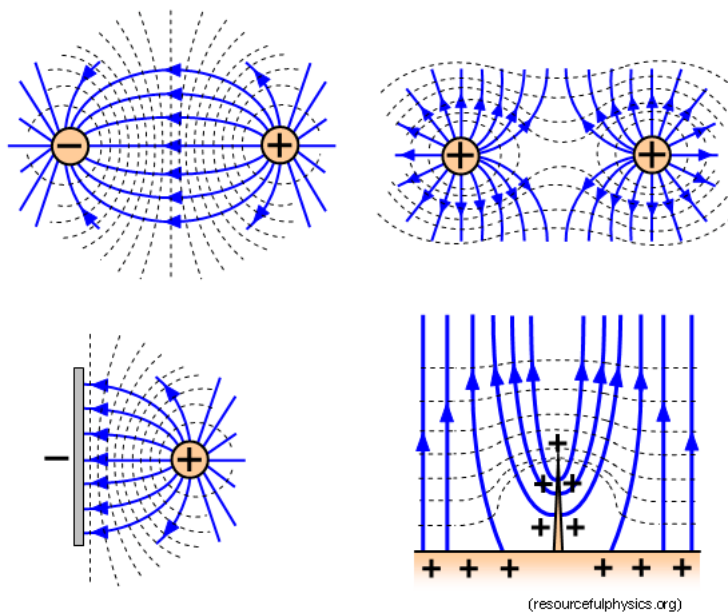 − + + +
− +
+
+ +
+ +
+ + + + + +
(resourcefulphysics.org)